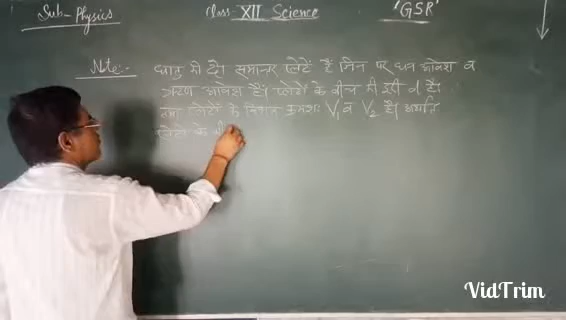 Sub- Physics Class XII Science 'GSR'
Note:- धातु की दो समान्तर प्लेटें हैं जिन पर धन आवेश व
ऋण आवेश है। प्लेटों के बीच की दूरी d है।
तथा प्लेटों के विभव क्रमशः V₁ व V₂ है। अर्थात
प्लेटों के बी
VidTrim